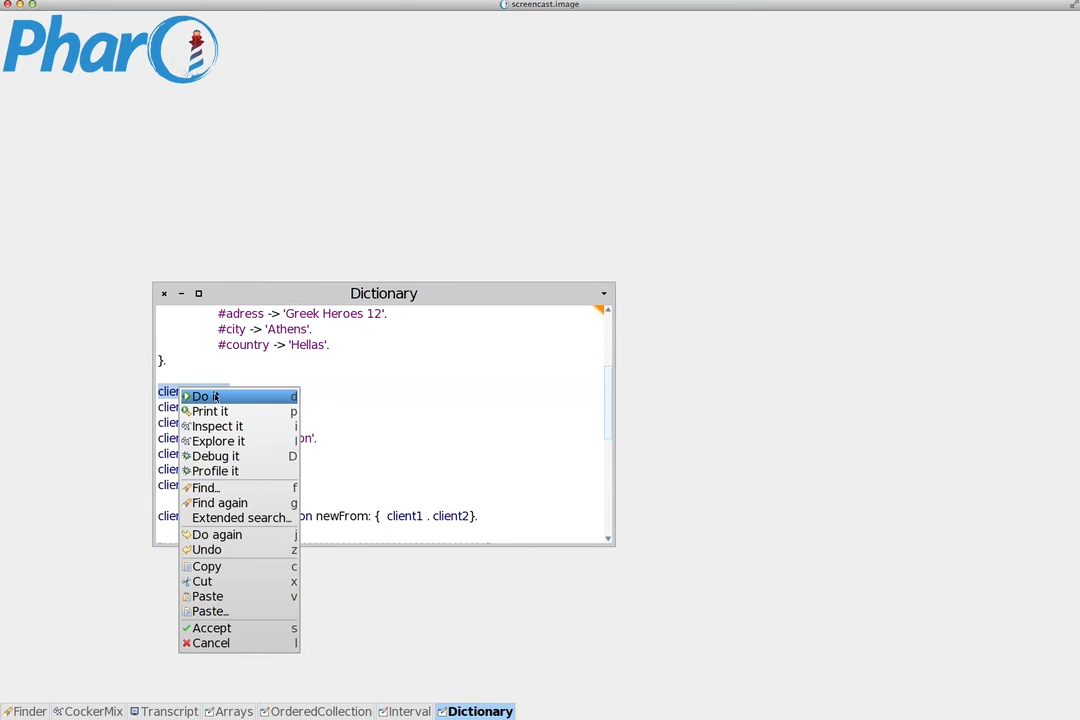 screencast.image
Pharo
Dictionary
#adress -> 'Greek Heroes 12'.
#city -> 'Athens'.
#country -> 'Hellas'.
}.
Do it d
Print it p
Inspect it i
on'.
Explore it I
Debug it D
Profile it
Find... f
Find again g
newFrom: { client1 . client2}.
Extended search...
Do again j
Undo z
Copy c
Cut x
Paste v
Paste...
Accept s
Cancel l
Finder CockerMix Transcript Arrays OrderedCollection Interval Dictionary